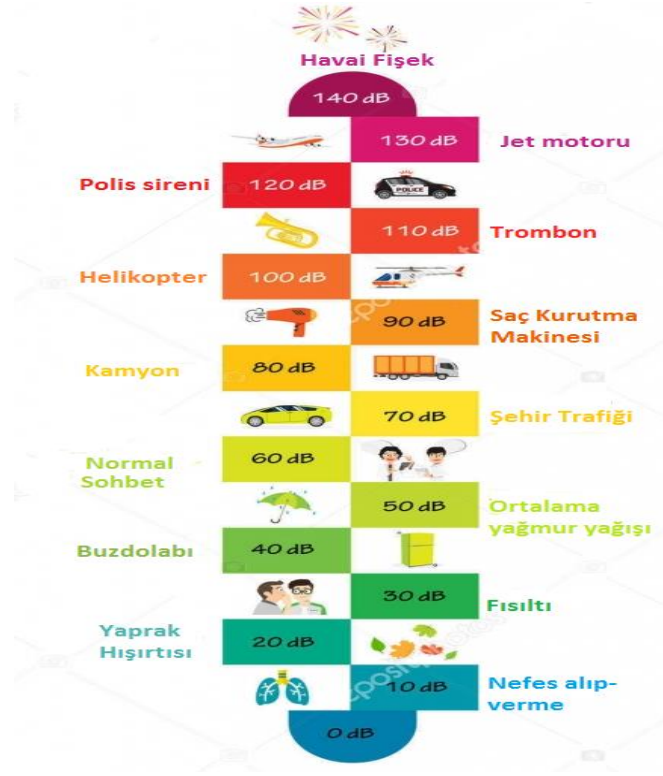 Havai Fişek
140 dB
130 dB
Jet motoru
Polis sireni
120 dB
POLICE
110 dB
Trombon
Helikopter
100 dB
90 dB
Saç Kurutma
Makinesi
Kamyon
80 dB
70 dB
Şehir Trafiği
Normal
Sohbet
60 dB
50 dB
Ortalama
yağmur yağışı
Buzdolabı
40 dB
30 dB
Fısıltı
Yaprak
Hışırtısı
20 dB
10 dB
Nefes alıp-
verme
0 dB